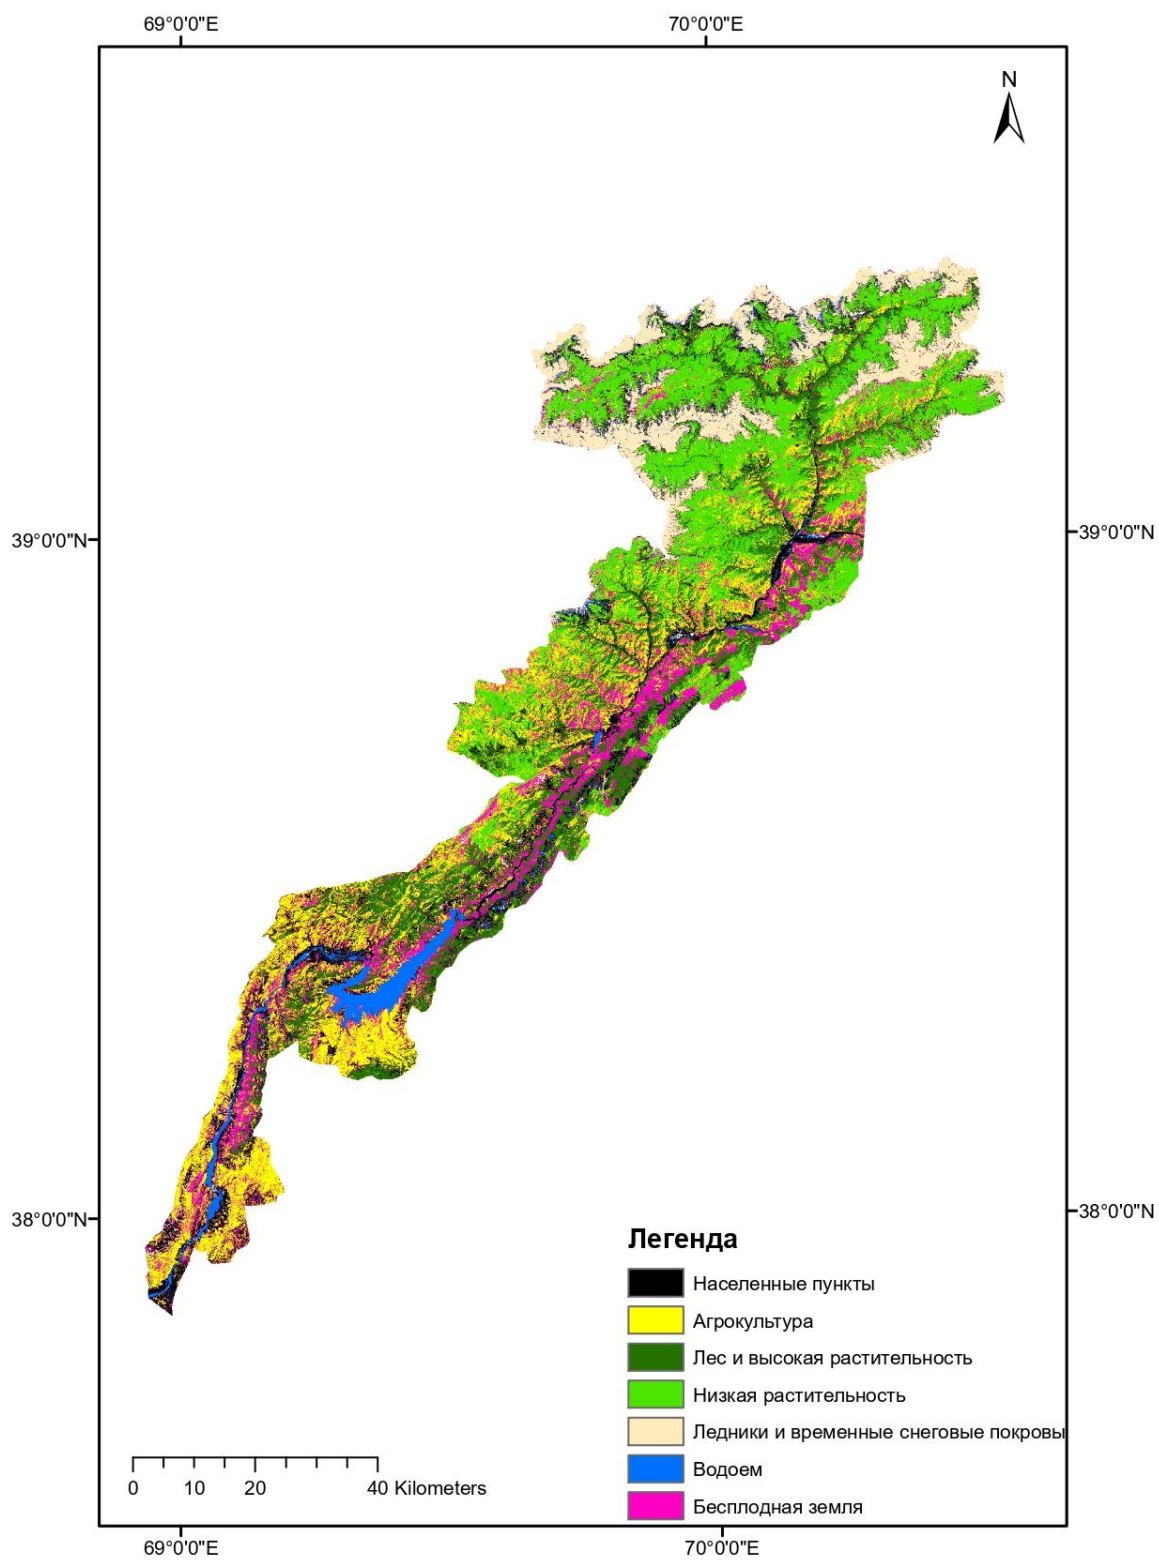 69°0'0"E
70°0'0"E
N
39°0'0"N
39°0'0"N
38°0'0"N
38°0'0"N
Легенда
Населенные пункты
Агрокультура
Лес и высокая растительность
Низкая растительность
Ледники и временные снеговые покровы
Водоем
Бесплодная земля
0 10 20 40 Kilometers
69°0'0"E
70°0'0"E